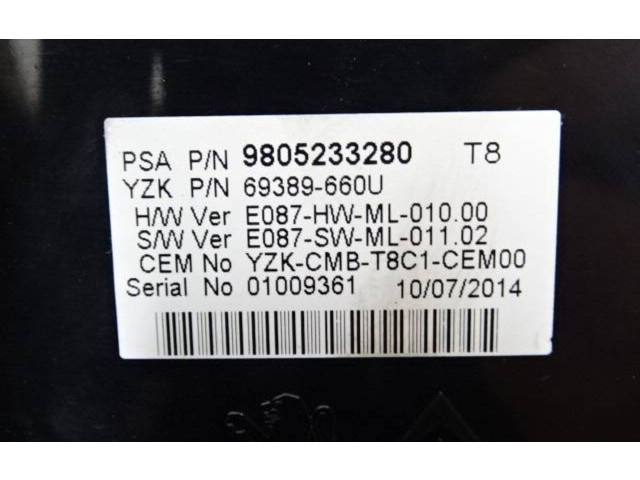 PSA P/N 9805233280 T8
YZK P/N 69389-660U
H/W Ver E087-HW-ML-010.00
S/W Ver E087-SW-ML-011.02
CEM No YZK-CMB-T8C1-CEM00
Serial No 01009361 10/07/2014